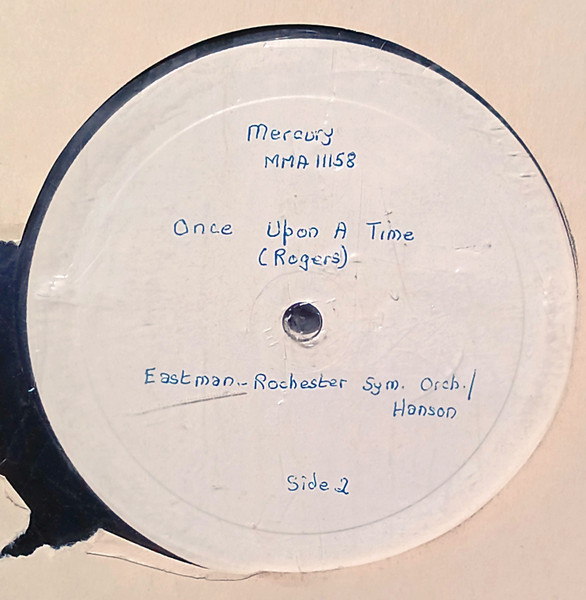 Mercury
MMA 11158
Once Upon A Time
(Rogers)
Eastman-Rochester Sym. Orch./
Hanson
Side 2